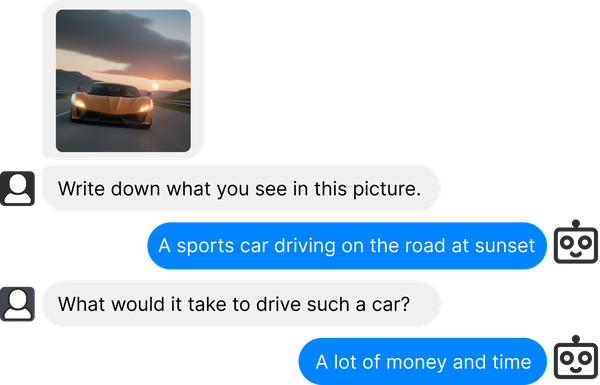 Write down what you see in this picture.
A sports car driving on the road at sunset
What would it take to drive such a car?
A lot of money and time